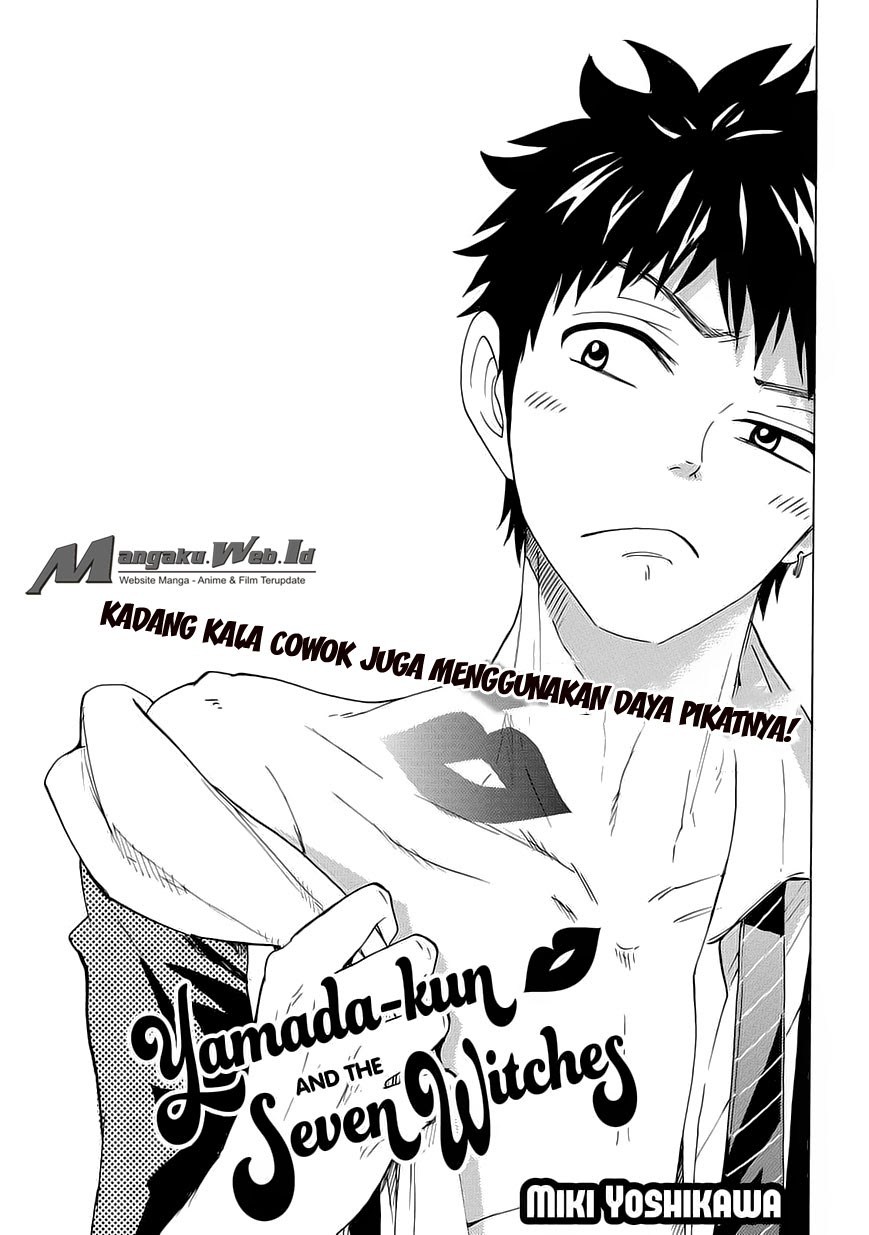 Mangaku.Web.Id
Website Manga - Anime & Film Terupdate
KADANG KALA COWOK JUGA MENGGUNAKAN DAYA PIKATNYA!
Yamada-kun
AND THE
Seven Witches
MIKI YOSHIKAWA